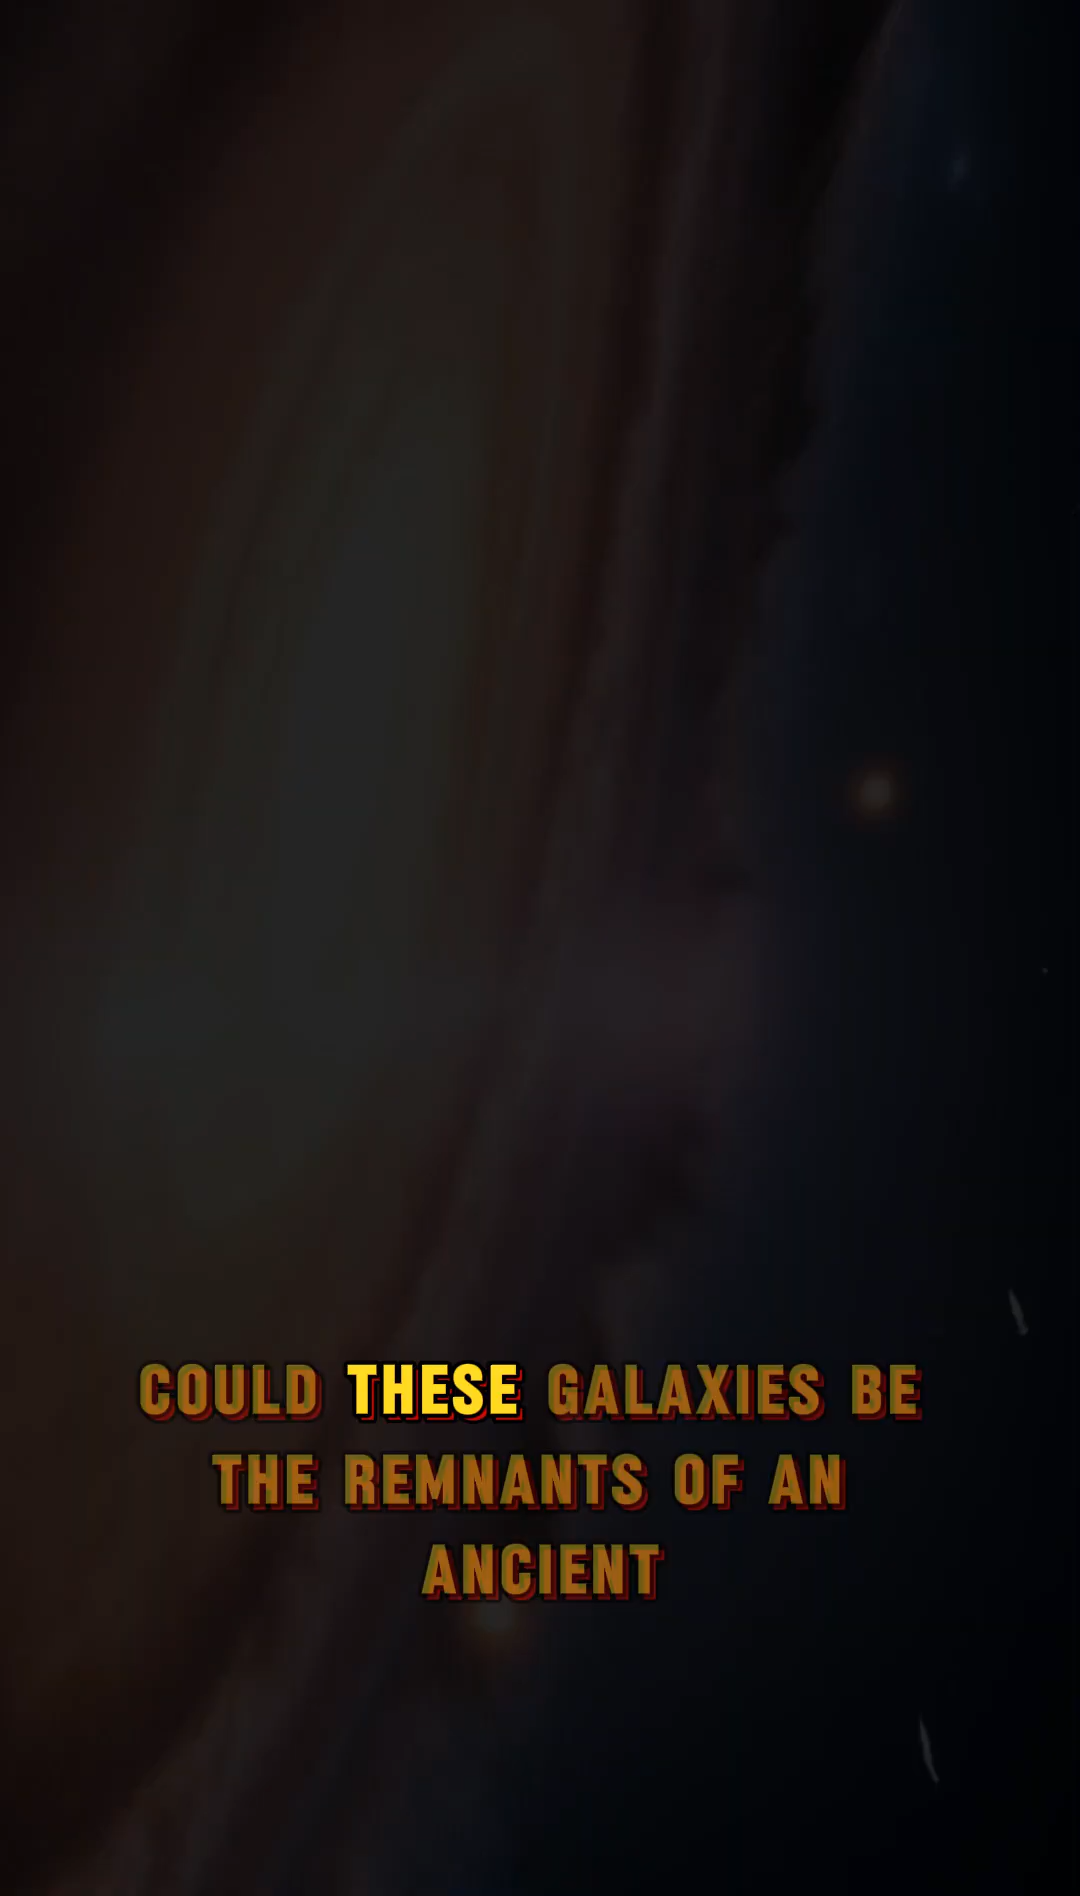 COULD THESE GALAXIES BE
THE REMNANTS OF AN
ANCIENT